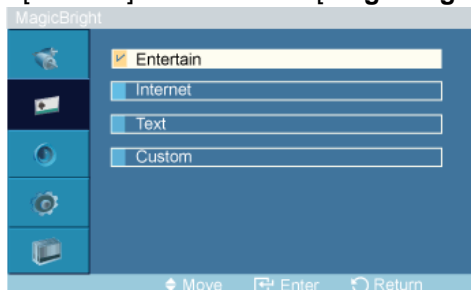 MagicBright
Entertain
Internet
Text
Custom
Move Enter Return